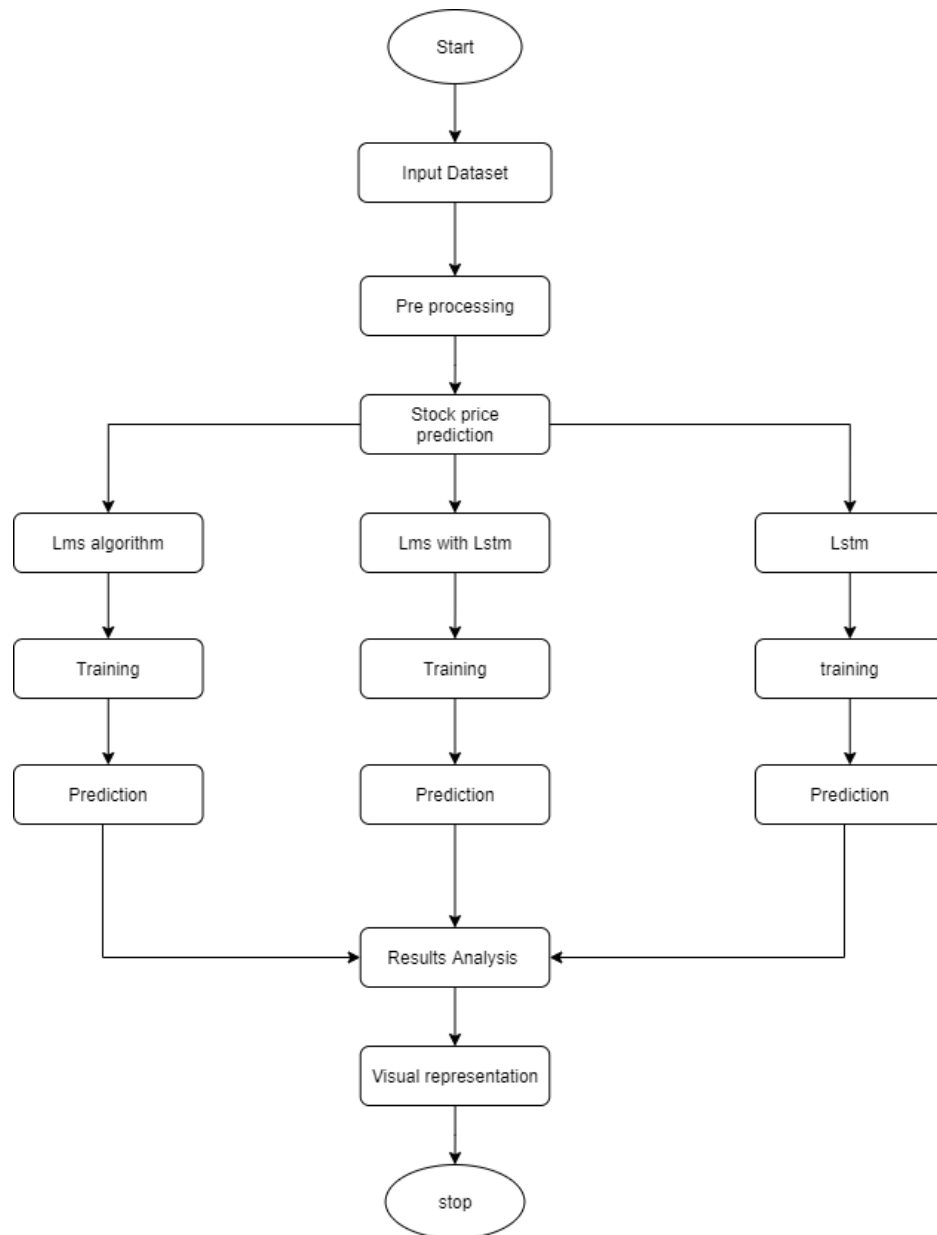 Start
Input Dataset
Pre processing
Stock price
prediction
Lms algorithm
Lms with Lstm
Lstm
Training
Training
training
Prediction
Prediction
Prediction
Results Analysis
Visual representation
stop